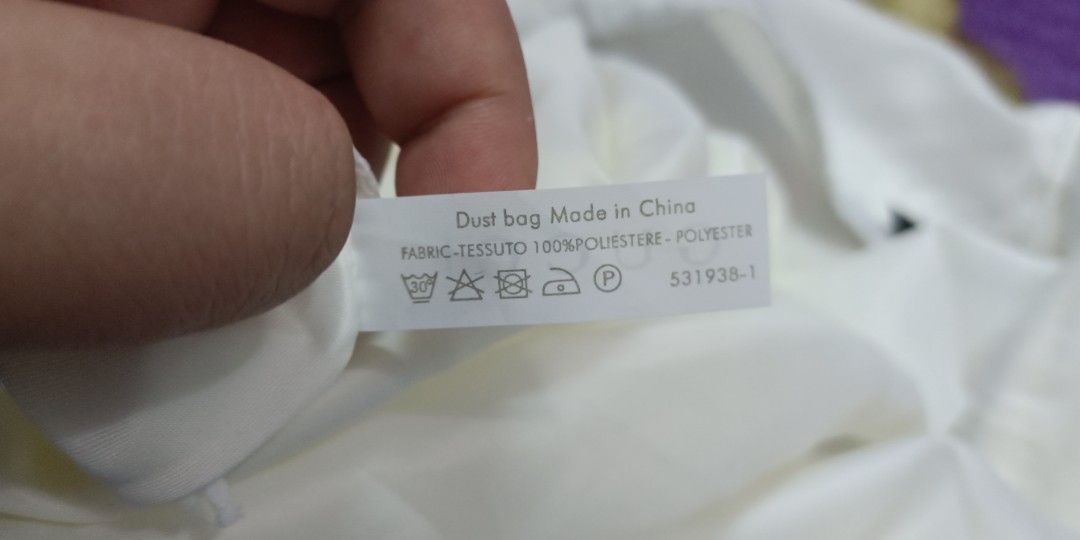 Dust bag Made in China
FABRIC-TESSUTO 100%POLIESTERE- POLYESTER
30° P 531938-1